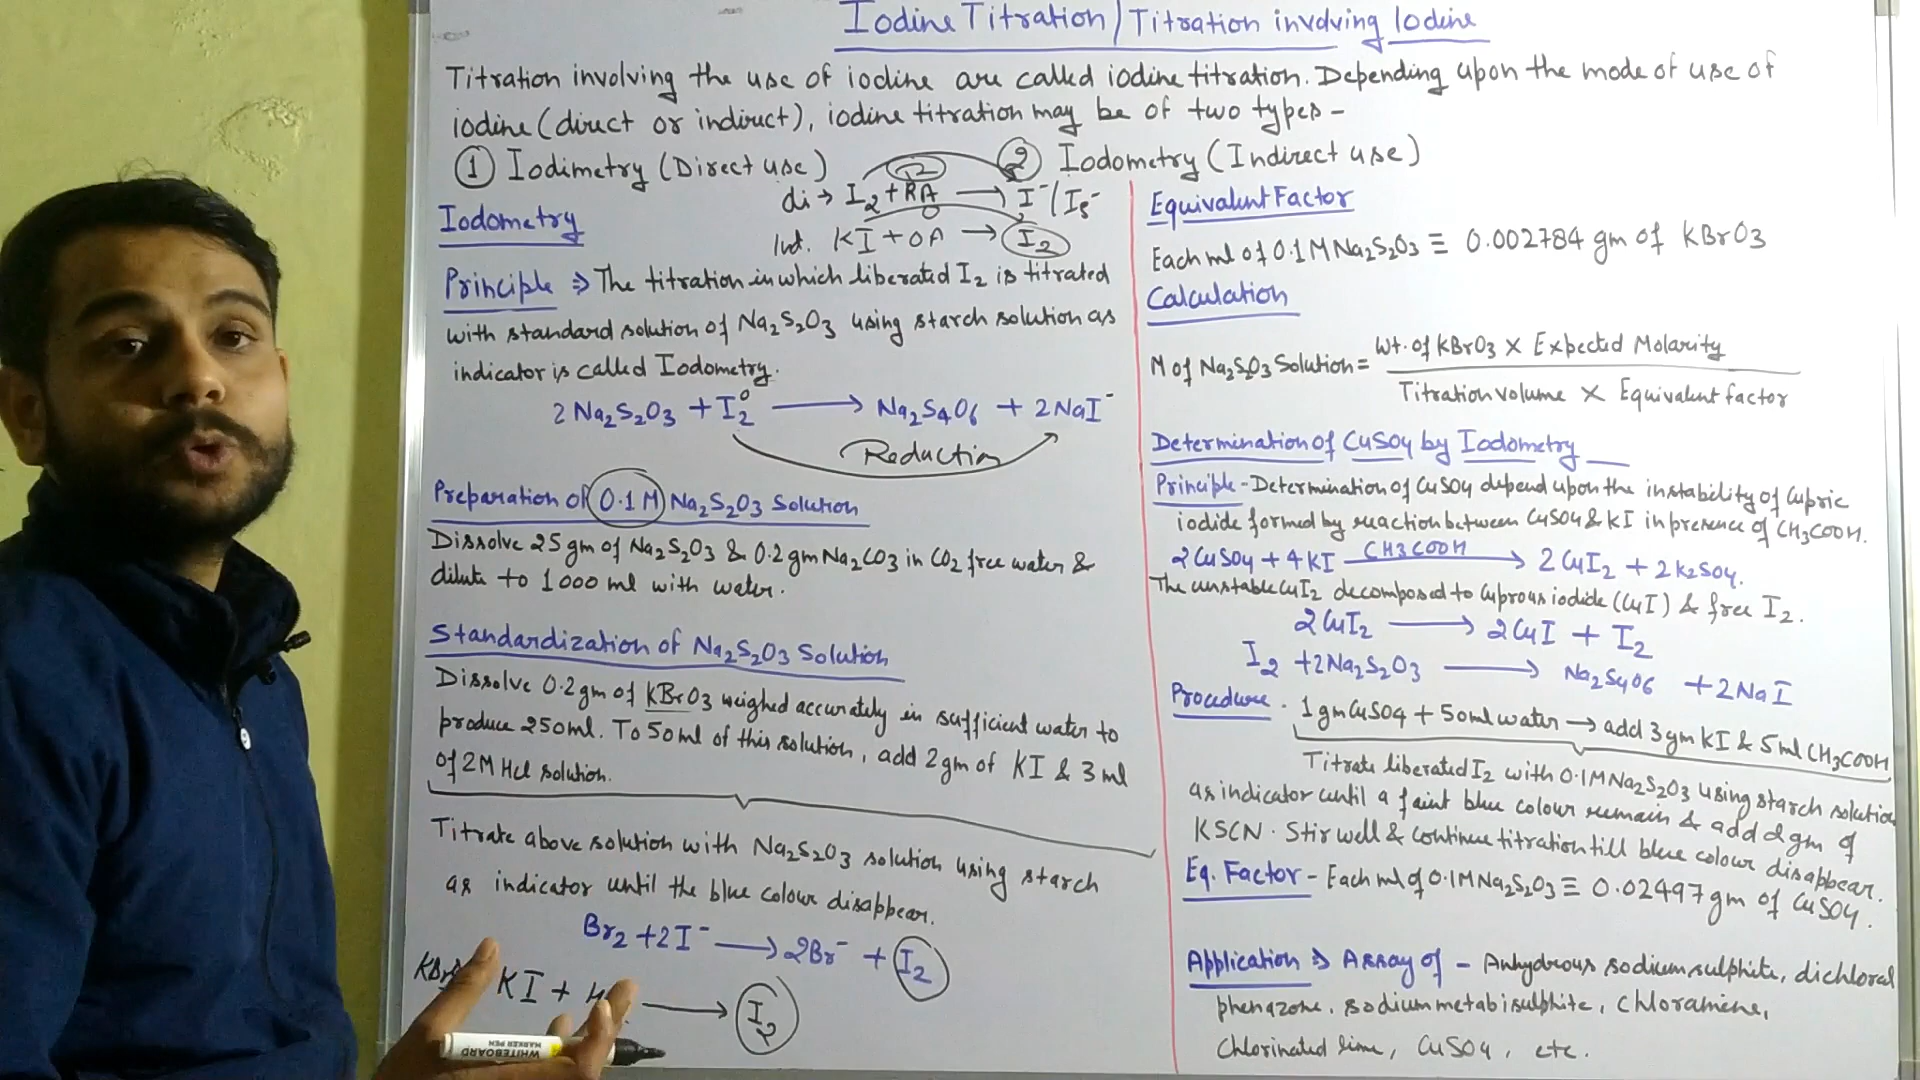 Iodine Titration/Titration involving Iodine
Titration involving the use of iodine are called iodine titration. Depending upon the mode of use of
iodine (direct or indirect), iodine titration may be of two types -
① Iodimetry (Direct use) ② Iodometry (Indirect use)
di → I2 + RA → I-/I3-
Ind. KI + OA → I2
Iodometry
Principle ⇒ The titration in which liberated I2 is titrated
with standard solution of Na2S2O3 using starch solution as
indicator is called Iodometry.
2Na2S2O3 + I2⁰ → Na2S4O6 + 2NaI-
Reduction
Preparation of 0.1 M Na2S2O3 Solution
Dissolve 25 gm of Na2S2O3 & 0.2 gm Na2CO3 in CO2 free water &
dilute to 1000 ml with water.
Standardization of Na2S2O3 Solution
Dissolve 0.2 gm of KBrO3 weighed accurately in sufficient water to
produce 250ml. To 50 ml of this solution, add 2 gm of KI & 3 ml
of 2M Hcl solution.
Titrate above solution with Na2S2O3 solution using starch
as indicator until the blue colour disappear.
Br2 + 2I- → 2Br- + I2
KI + → I2
WHITEBOARD
MARKER PEN
Equivalent Factor
Each ml of 0.1 M Na2S2O3 ≡ 0.002784 gm of KBrO3
Calculation
M of Na2S2O3 Solution = Wt. of KBrO3 X Expected Molarity
Titration volume X Equivalent factor
Determination of CuSO4 by Iodometry
Principle - Determination of CuSO4 depend upon the instability of Cupric
iodide formed by reaction between CuSO4 & KI in presence of CH3COOH.
2CuSO4 + 4KI CH3COOH → 2CuI2 + 2K2SO4.
The unstable CuI2 decomposed to Cuprous iodide (CuI) & free I2.
2CuI2 → 2CuI + I2
I2 + 2Na2S2O3 → Na2S4O6 + 2NaI
Procedure. 1 gm CuSO4 + 50ml water → add 3 gm KI & 5 ml CH3COOH
Titrate liberated I2 with 0.1M Na2S2O3 using starch solution
as indicator until a faint blue colour remain & add 2 gm of
KSCN. Stir well & continue titration till blue colour disappear.
Eq. Factor - Each ml of 0.1M Na2S2O3 ≡ 0.02497 gm of CuSO4.
Application ⇒ Assay of - Anhydrous sodium sulphite, dichloral
phenazone, sodium metabisulphite, chloramine,
Chlorinated lime, CuSO4, etc.